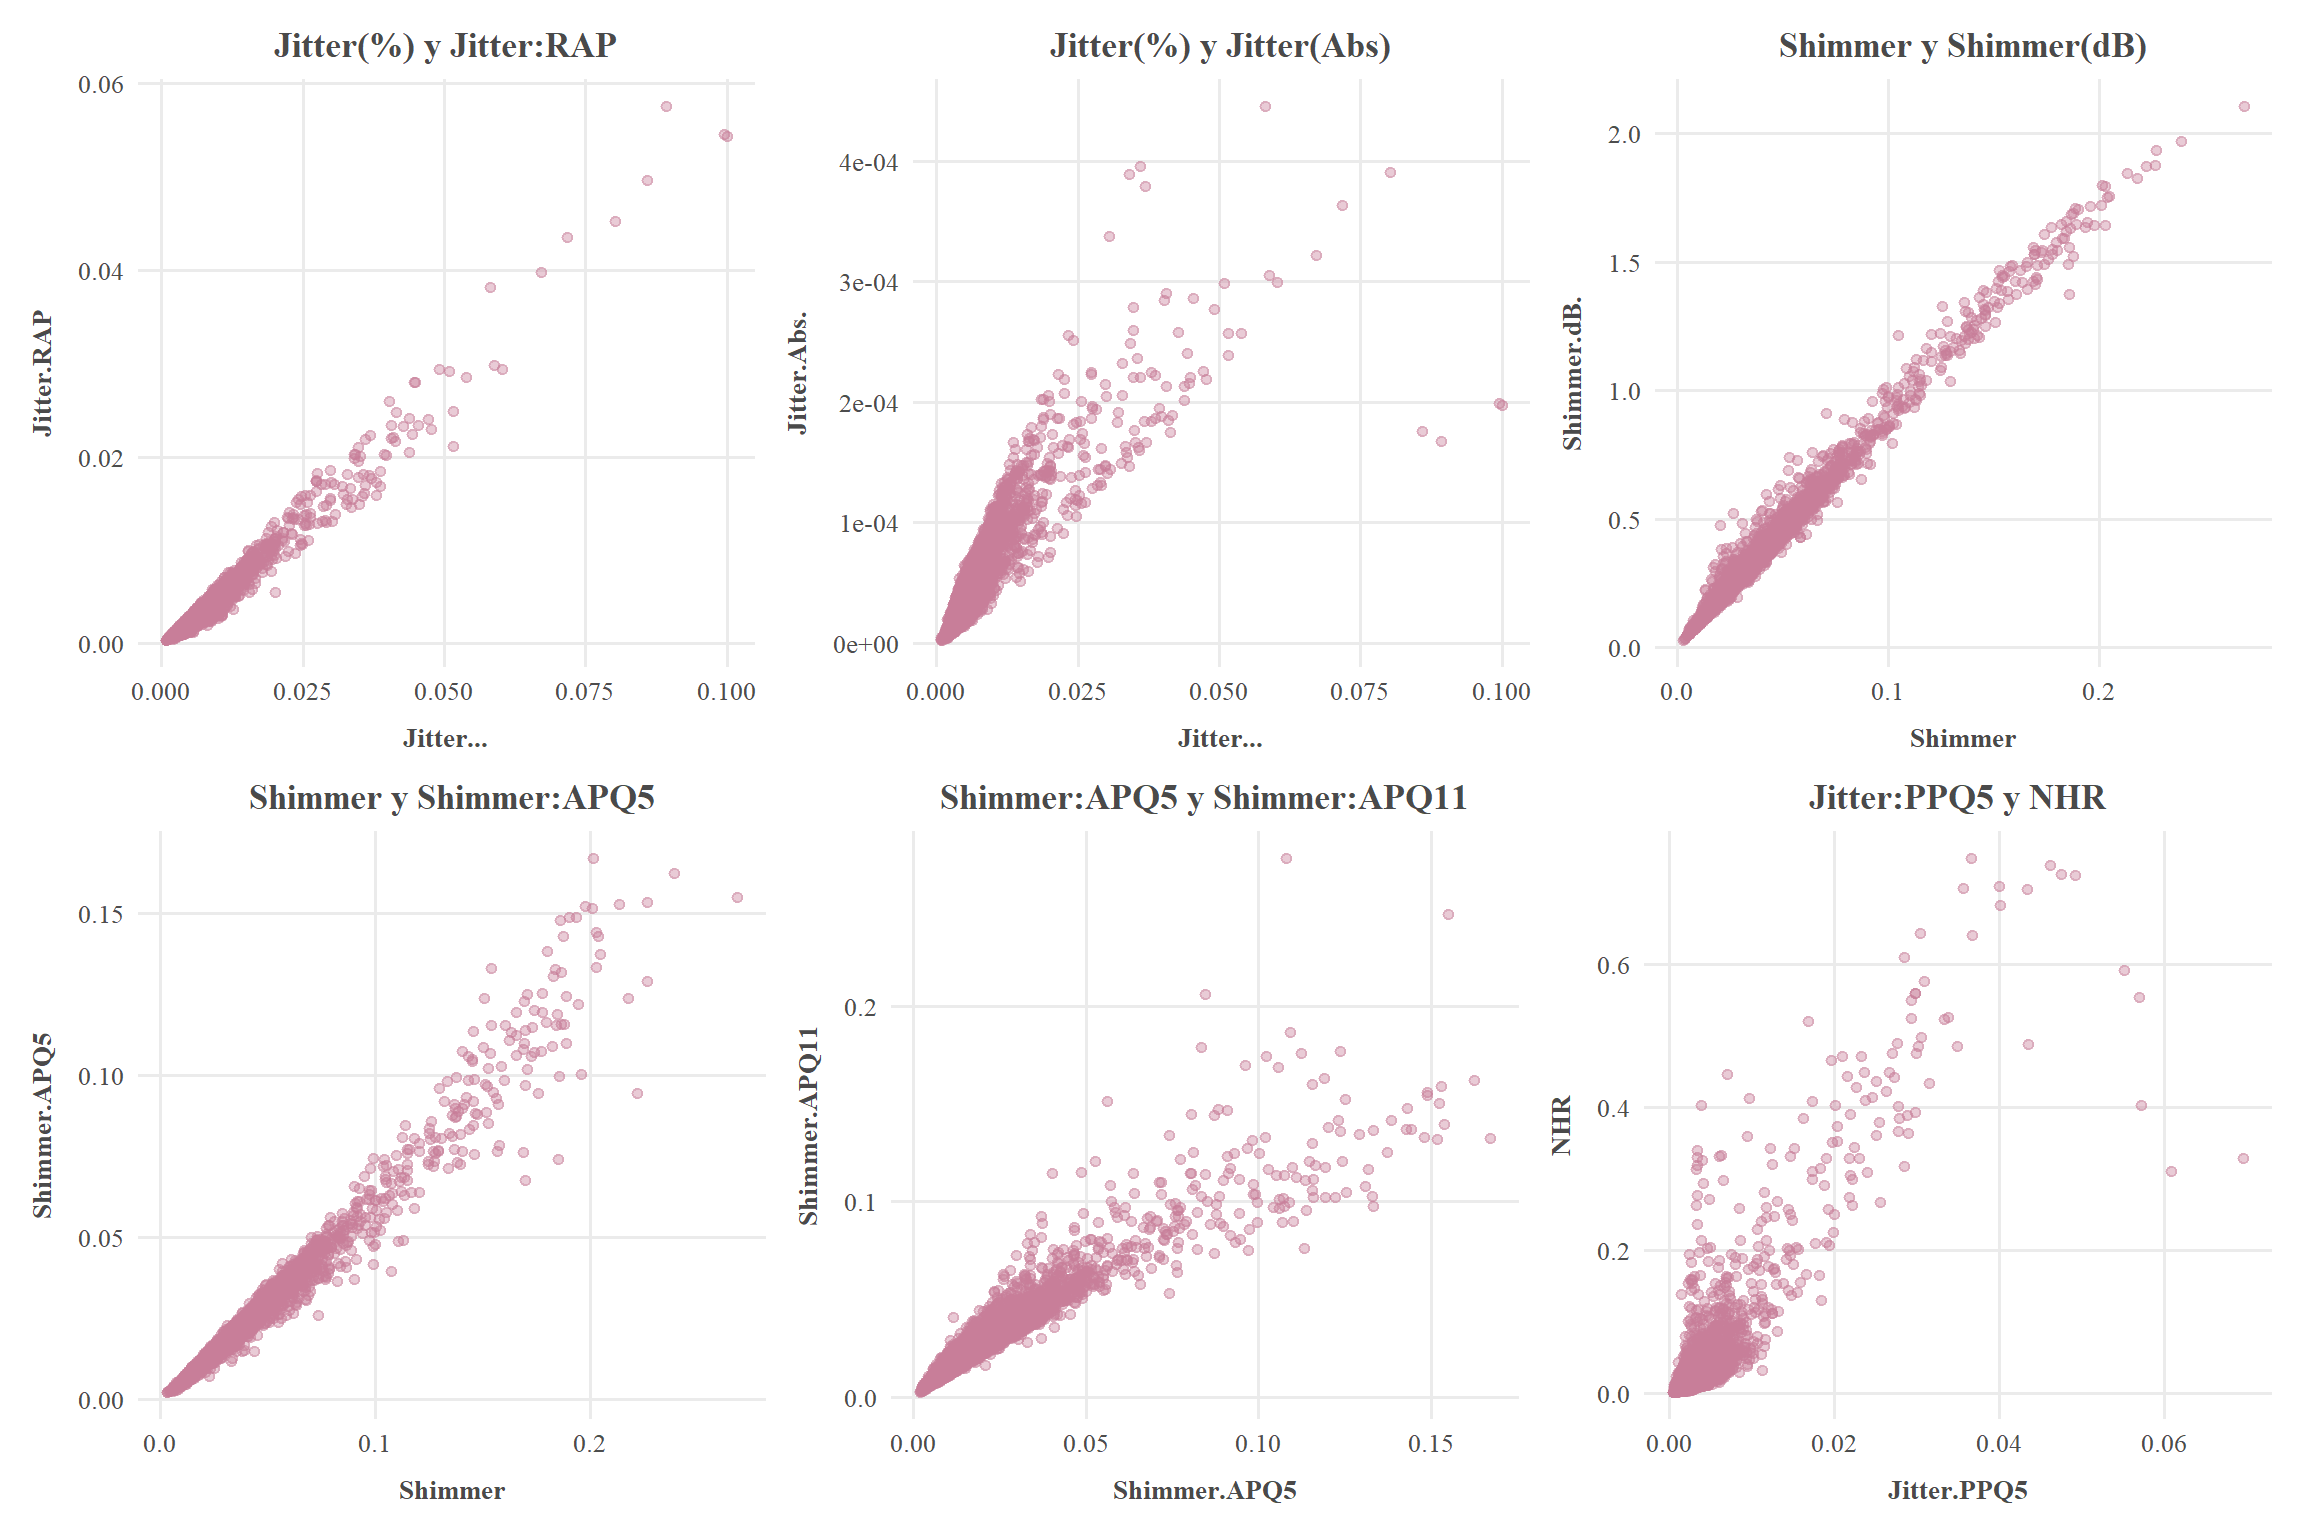 Jitter(%) y Jitter:RAP
0.06
0.04
0.02
0.00
Jitter.RAP
0.000 0.025 0.050 0.075 0.100
Jitter...
Jitter(%) y Jitter(Abs)
4e-04
3e-04
2e-04
1e-04
0e+00
Jitter.Abs.
0.000 0.025 0.050 0.075 0.100
Jitter...
Shimmer y Shimmer(dB)
2.0
1.5
1.0
0.5
0.0
Shimmer.dB.
0.0 0.1 0.2
Shimmer
Shimmer y Shimmer:APQ5
0.15
0.10
0.05
0.00
Shimmer.APQ5
0.0 0.1 0.2
Shimmer
Shimmer:APQ5 y Shimmer:APQ11
0.2
0.1
0.0
Shimmer.APQ11
0.00 0.05 0.10 0.15
Shimmer.APQ5
Jitter:PPQ5 y NHR
0.6
0.4
0.2
0.0
NHR
0.00 0.02 0.04 0.06
Jitter.PPQ5